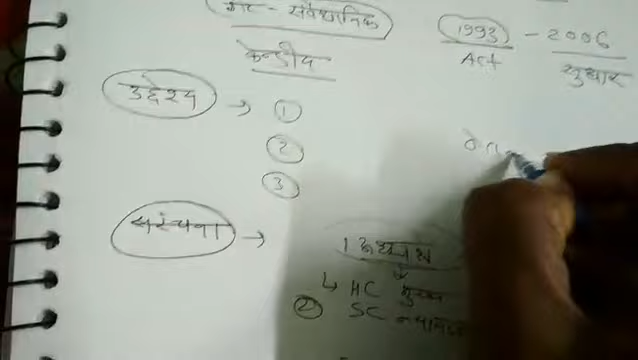 गैर - संवैधानिक
1993 - 2006
Act सुधार
केन्द्रीय
उद्देश्य → 1
2
3
वेत
संरचना → 1 अध्यक्ष
↳ HC मुख्य
2 SC